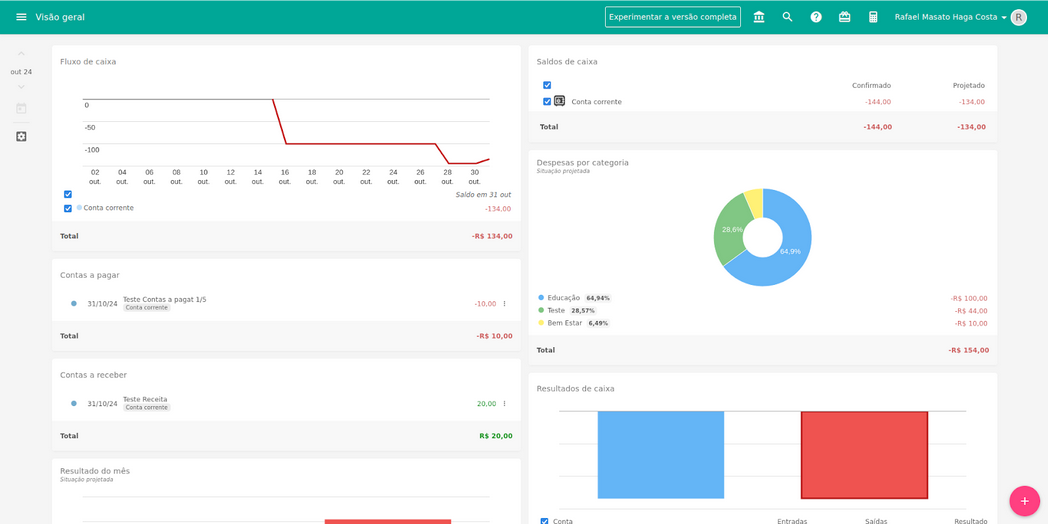 Visão geral
Experimentar a versão completa
Rafael Masato Haga Costa
R
out 24
Fluxo de caixa
0
-50
-100
02 04 06 08 10 12 14 16 18 20 22 24 26 28 30
out. out. out. out. out. out. out. out. out. out. out. out. out. out. out.
Saldo em 31 out
Conta corrente -134,00
Total -R$ 134,00
Contas a pagar
31/10/24 Teste Contas a pagat 1/5 -10,00
Conta corrente
Total -R$ 10,00
Contas a receber
31/10/24 Teste Receita 20,00
Conta corrente
Total R$ 20,00
Resultado do mês
Situação projetada
Saldos de caixa
Confirmado Projetado
Conta corrente -144,00 -134,00
Total -144,00 -134,00
Despesas por categoria
Situação projetada
28.6%
64.9%
Educação 64,94% -R$ 100,00
Teste 28,57% -R$ 44,00
Bem Estar 6,49% -R$ 10,00
Total -R$ 154,00
Resultados de caixa
Conta Entradas Saídas Resultado